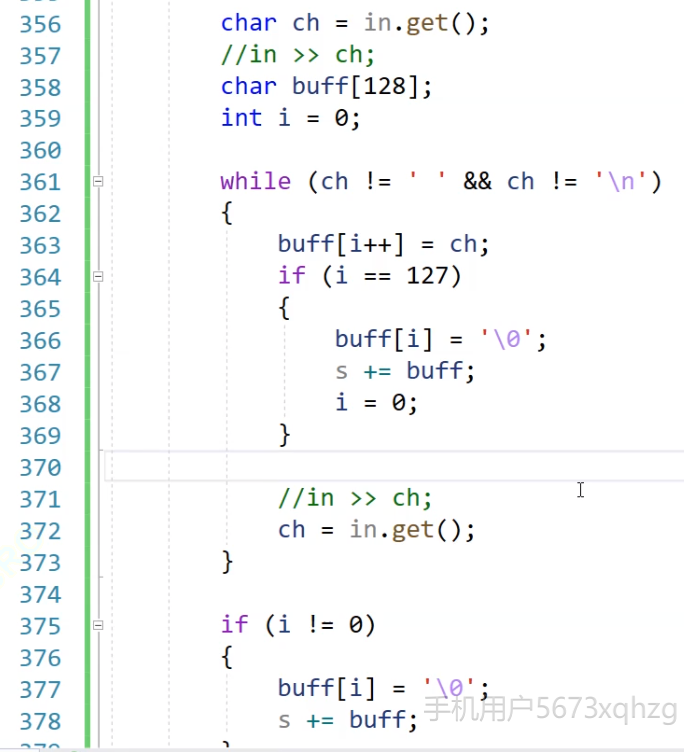 356 char ch = in.get();
357 //in >> ch;
358 char buff[128];
359 int i = 0;
360
361 while (ch != ' ' && ch != '\n')
362 {
363 buff[i++] = ch;
364 if (i == 127)
365 {
366 buff[i] = '\0';
367 s += buff;
368 i = 0;
369 }
370
371 //in >> ch;
372 ch = in.get();
373 }
374
375 if (i != 0)
376 {
377 buff[i] = '\0';
378 s += buff;
手机用户5673xqhzg